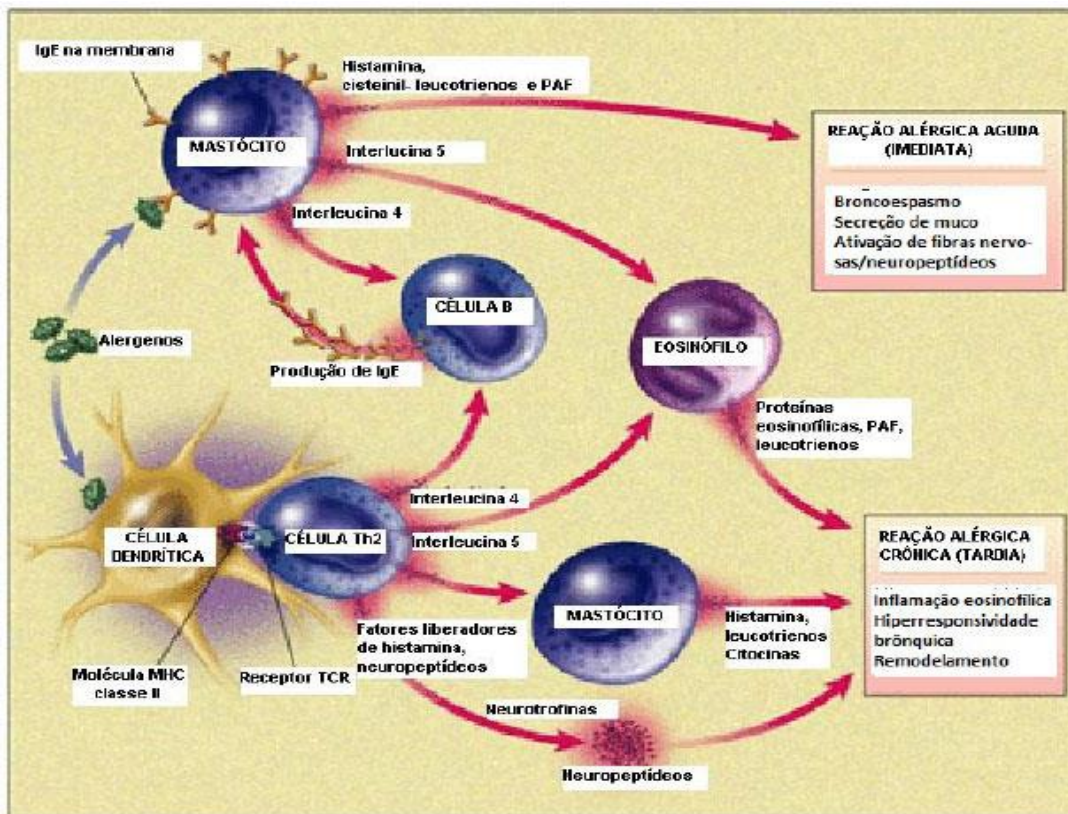 IgE na membrana
Histamina,
cisteinil- leucotrienos e PAF
MASTÓCITO
Interlucina 5
Interleucina 4
REAÇÃO ALÉRGICA AGUDA
(IMEDIATA)
Broncoespasmo
Secreção de muco
Ativação de fibras nervo-
sas/neuropeptídeos
CÉLULA B
EOSINÓFILO
Alergenos
Produção de IgE
Proteínas
eosinofílicas, PAF,
leucotrienos
Interleucina 4
Interleucina 5
CÉLULA
DENDRÍTICA
CÉLULA Th2
REAÇÃO ALÉRGICA
CRÔNICA (TARDIA)
Inflamação eosinofílica
Hiperresponsividade
brônquica
Remodelamento
MASTÓCITO
Histamina,
leucotrienos
Citocinas
Fatores liberadores
de histamina,
neuropeptídeos
Molécula MHC
classe II
Receptor TCR
Neurotrofinas
Neuropeptídeos